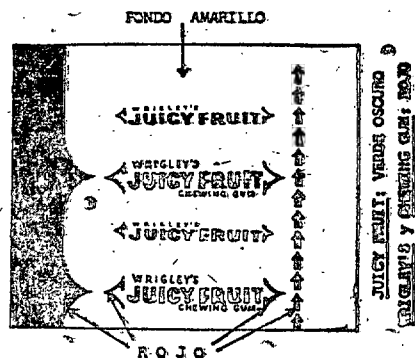 FONDO AMARILLO
WRIGLEY'S
JUICY FRUIT
WRIGLEY'S
JUICY FRUIT
CHEWING GUM
WRIGLEY'S
JUICY FRUIT
WRIGLEY'S
JUICY FRUIT
CHEWING GUM
ROJO
JUICY FRUIT: VERDE OSCURO
WRIGLEY'S Y CHEWING GUM: ROJO